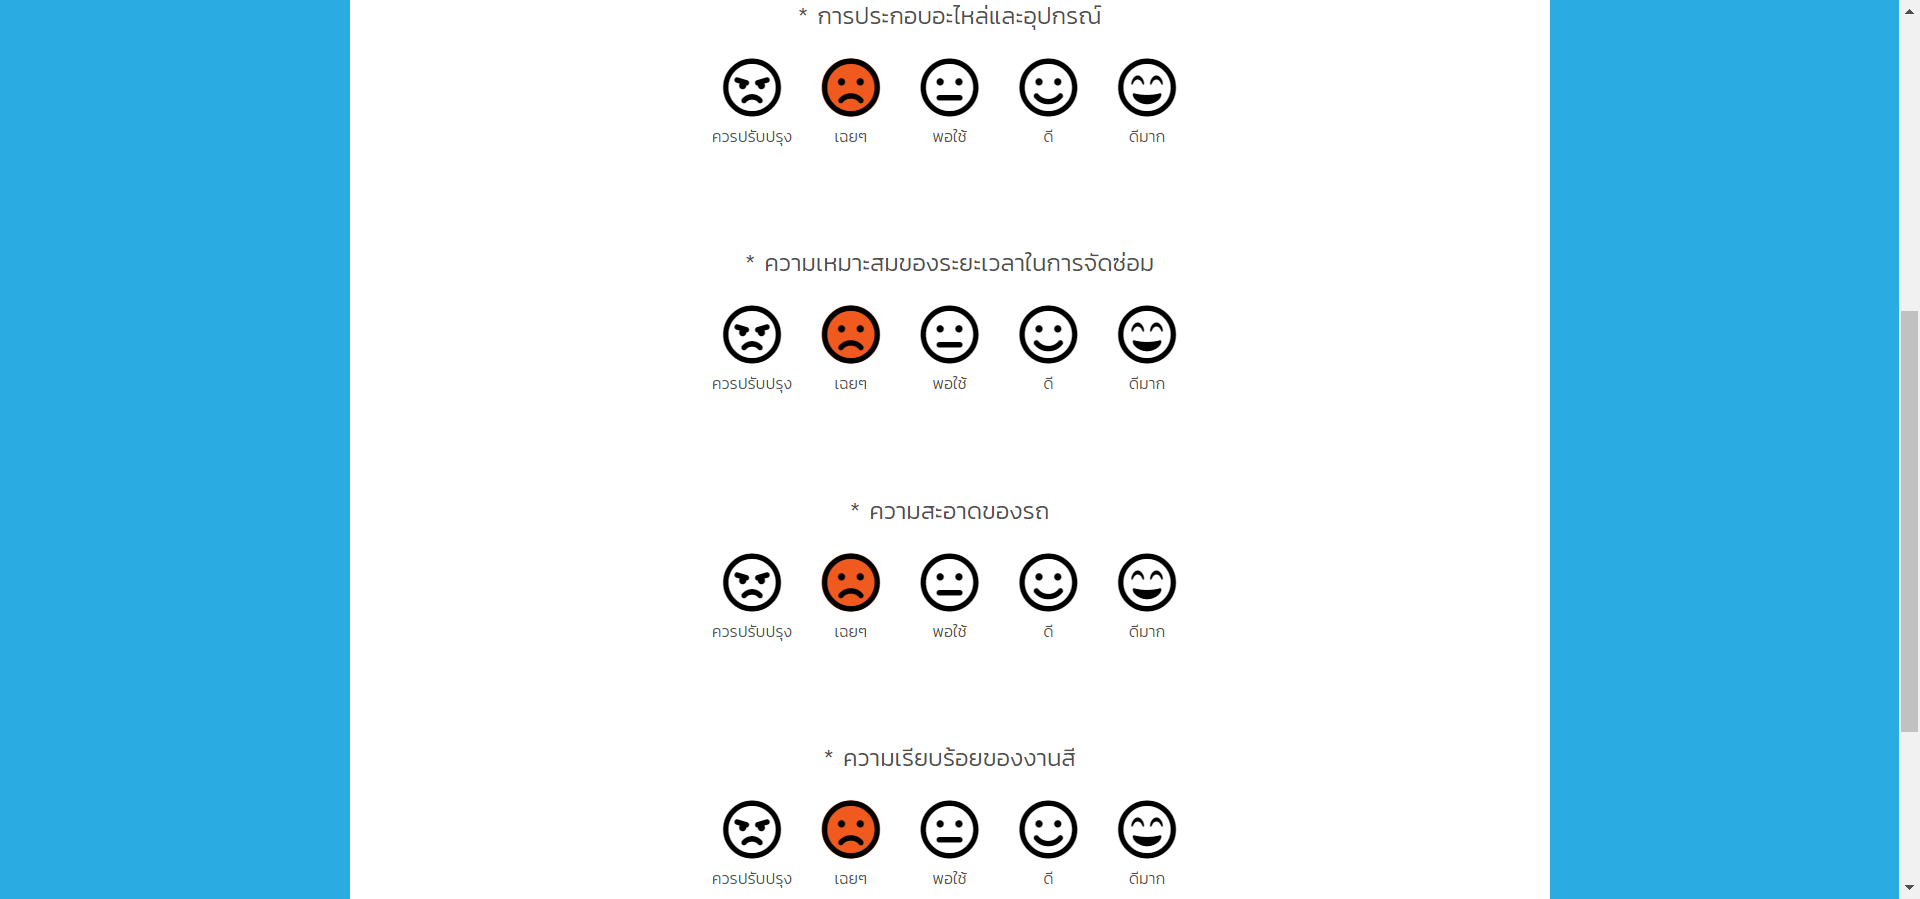 * การประกอบอะไหล่และอุปกรณ์
ควรปรับปรุง เฉยๆ พอใช้ ดี ดีมาก
* ความเหมาะสมของระยะเวลาในการจัดซ่อม
ควรปรับปรุง เฉยๆ พอใช้ ดี ดีมาก
* ความสะอาดของรถ
ควรปรับปรุง เฉยๆ พอใช้ ดี ดีมาก
* ความเรียบร้อยของงานสี
ควรปรับปรุง เฉยๆ พอใช้ ดี ดีมาก